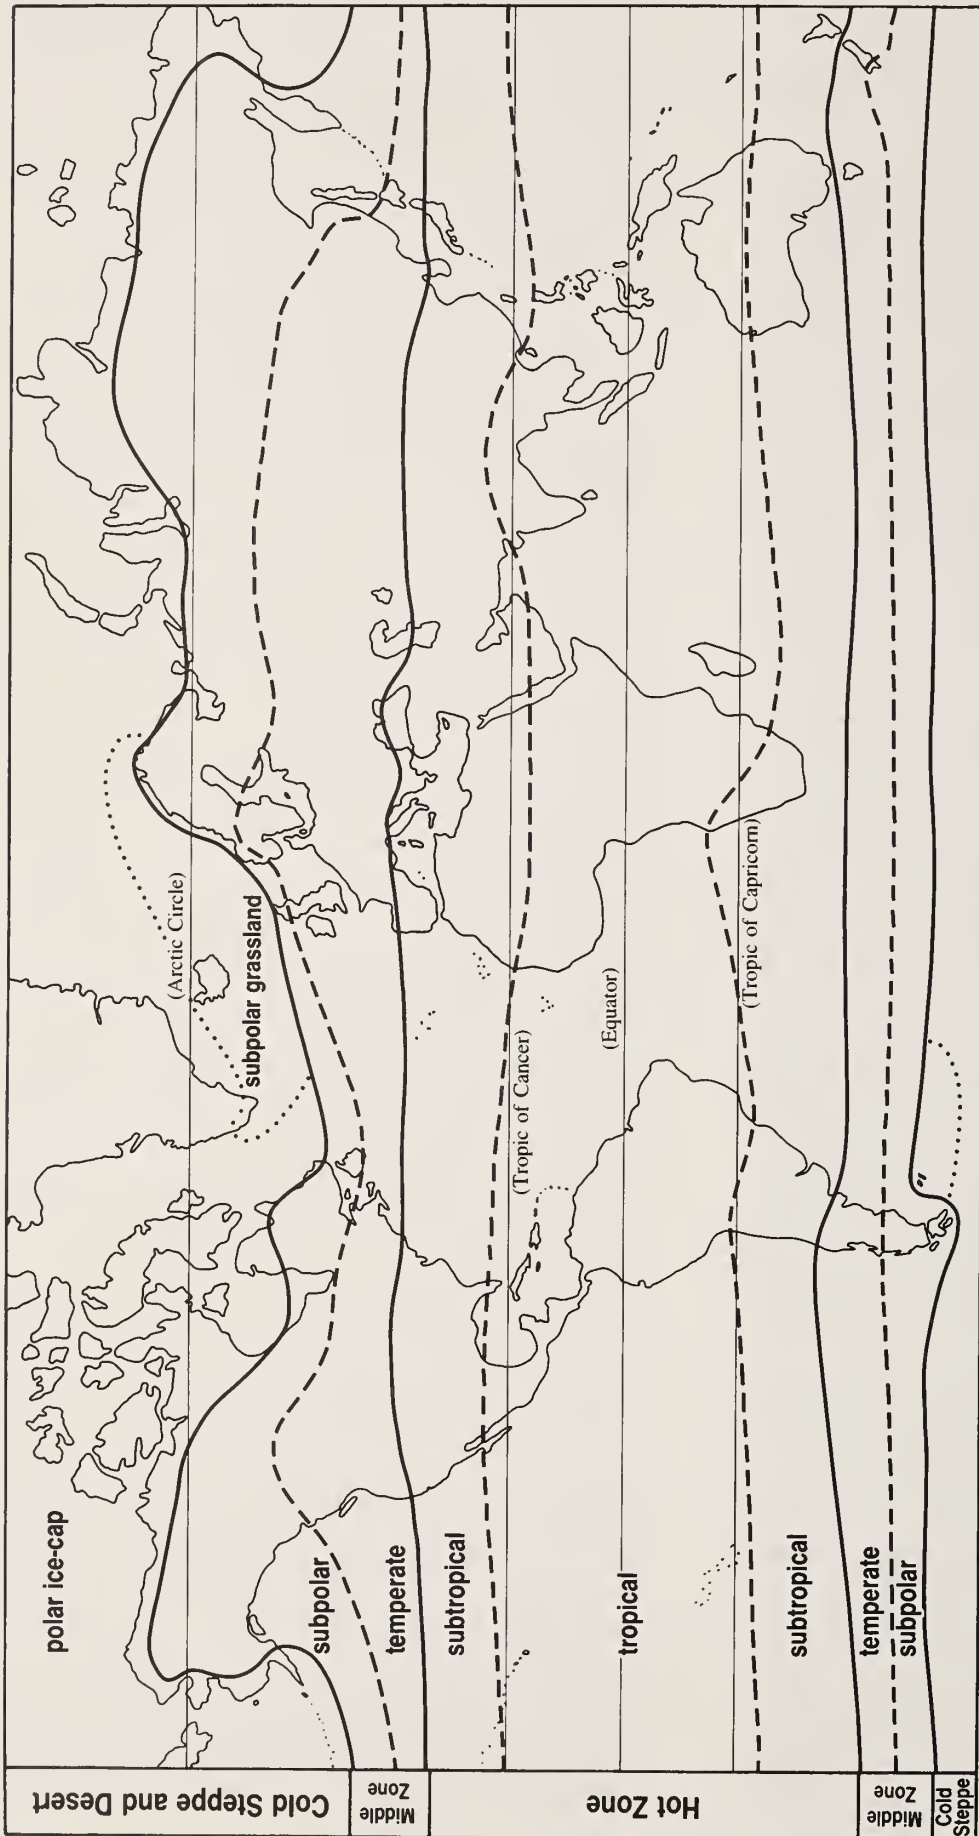 Cold Steppe and Desert
Middle
Zone
Hot Zone
Middle
Zone
Cold
Steppe
polar ice-cap
(Arctic Circle)
subpolar grassland
subpolar
temperate
subtropical
(Tropic of Cancer)
(Equator)
tropical
(Tropic of Capricorn)
subtropical
temperate
subpolar